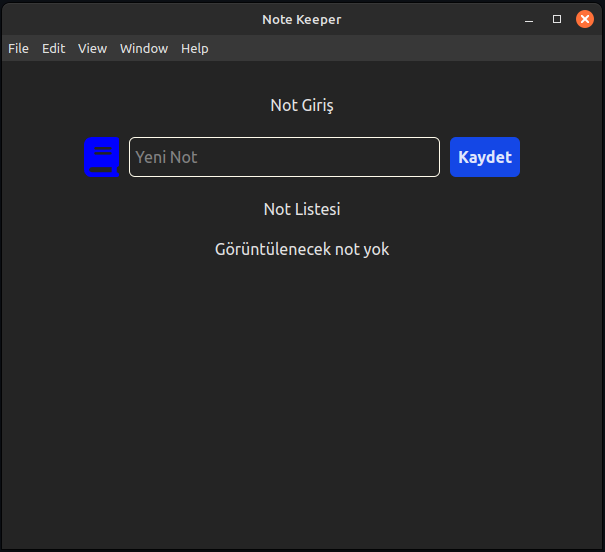 Note Keeper
File Edit View Window Help
Not Giriş
Yeni Not Kaydet
Not Listesi
Görüntülenecek not yok